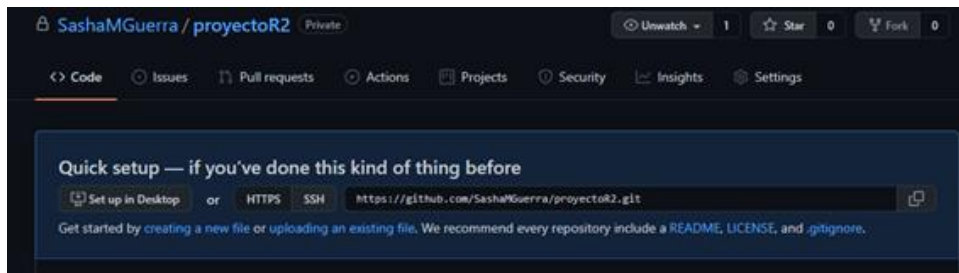 SashaMGuerra / proyectoR2 Private Unwatch 1 Star 0 Fork 0
<> Code Issues Pull requests Actions Projects Security Insights Settings
Quick setup — if you've done this kind of thing before
Set up in Desktop or HTTPS SSH https://github.com/SashaMGuerra/proyectoR2.git
Get started by creating a new file or uploading an existing file. We recommend every repository include a README, LICENSE, and .gitignore.